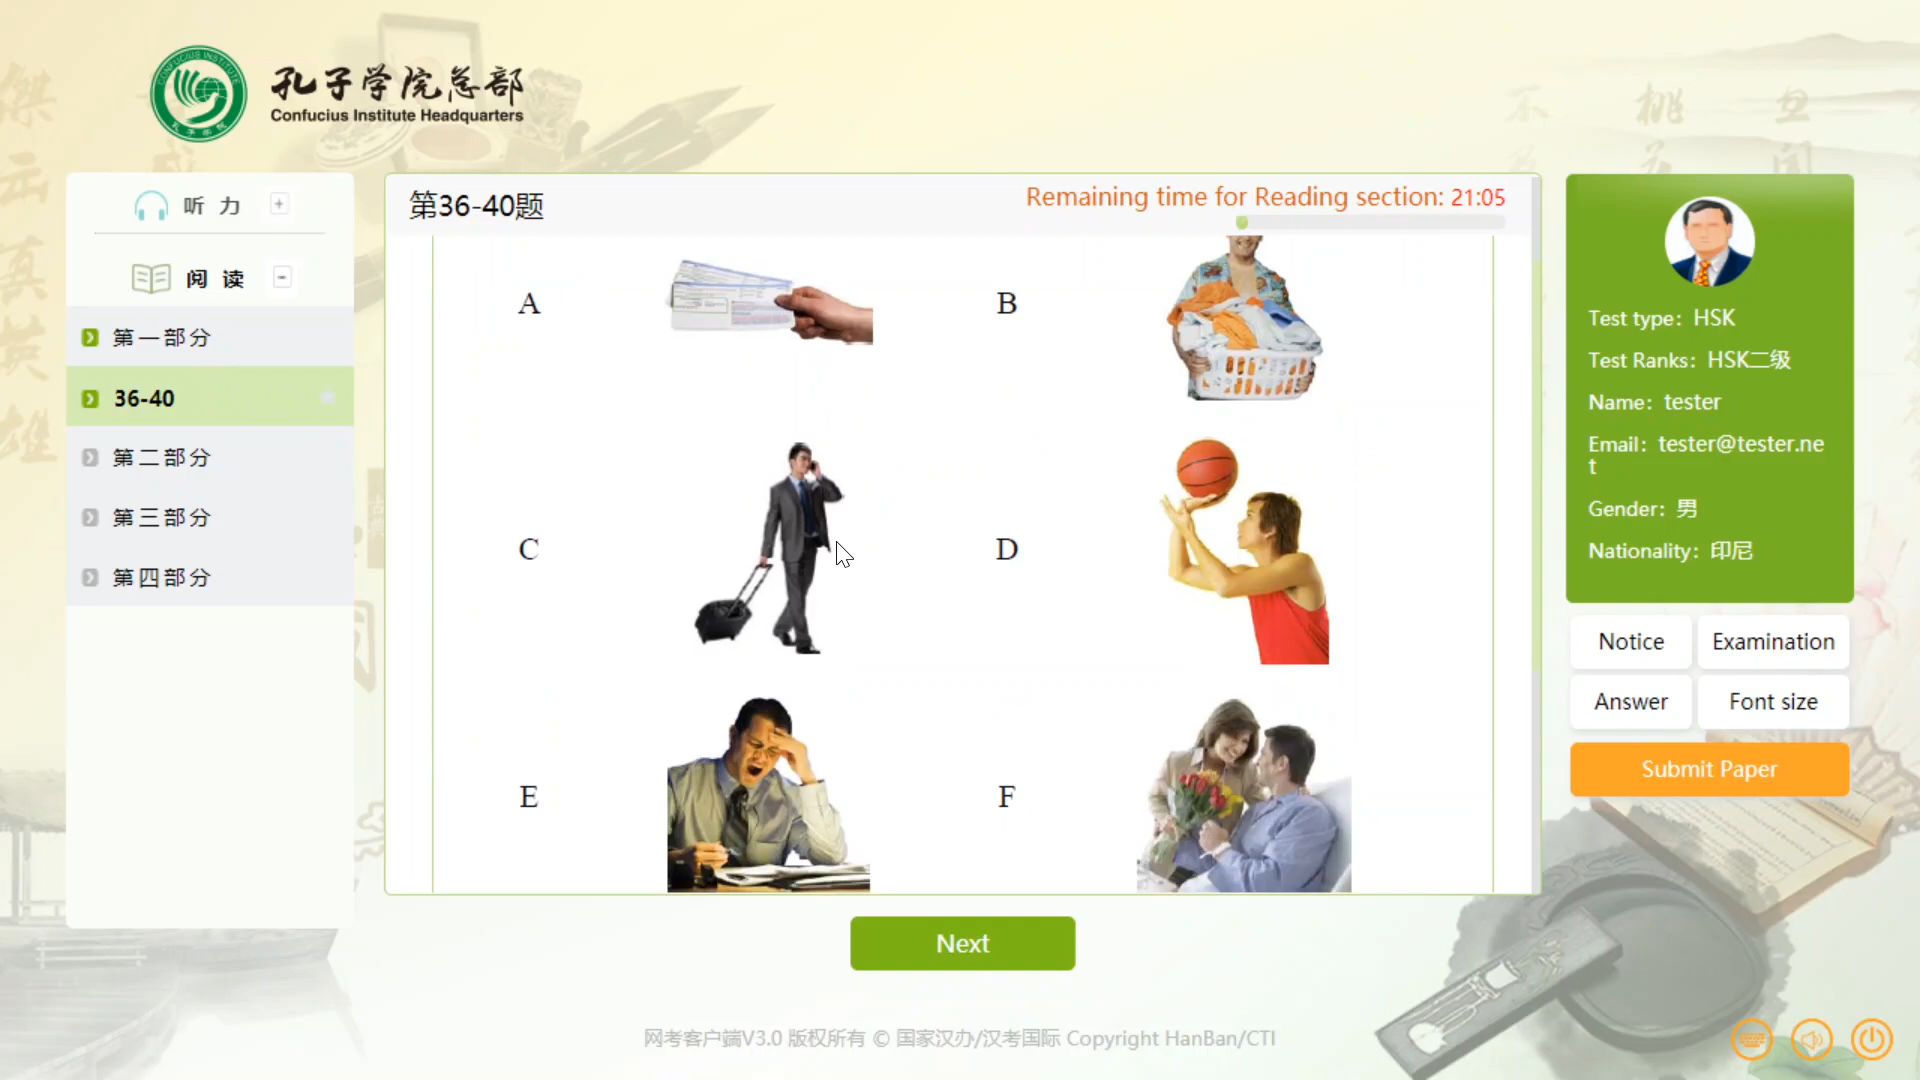 孔子学院总部
Confucius Institute Headquarters
听 力
阅 读
第一部分
36-40
第二部分
第三部分
第四部分
第36-40题
Remaining time for Reading section: 21:05
A
B
C
D
E
F
Next
Test type: HSK
Test Ranks: HSK二级
Name: tester
Email: tester@tester.ne
t
Gender: 男
Nationality: 印尼
Notice
Examination
Answer
Font size
Submit Paper
网考客户端V3.0 版权所有 © 国家汉办/汉考国际 Copyright HanBan/CTI